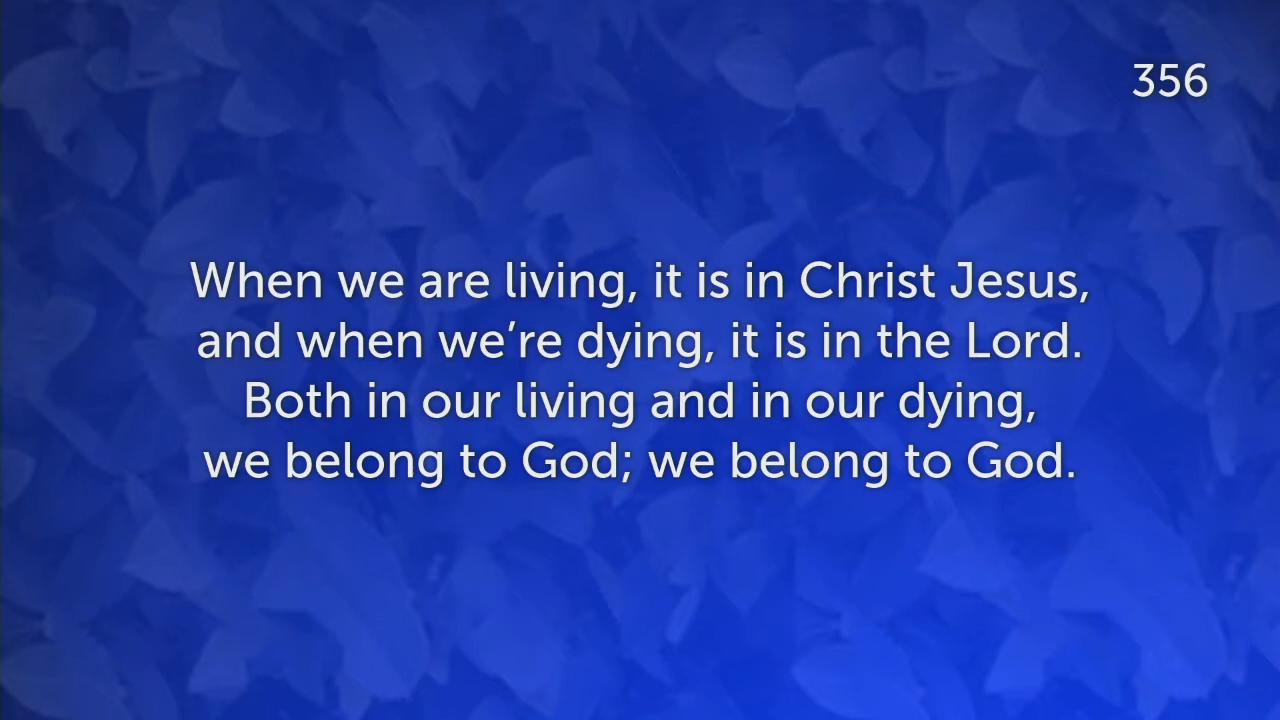 356
When we are living, it is in Christ Jesus,
and when we’re dying, it is in the Lord.
Both in our living and in our dying,
we belong to God; we belong to God.